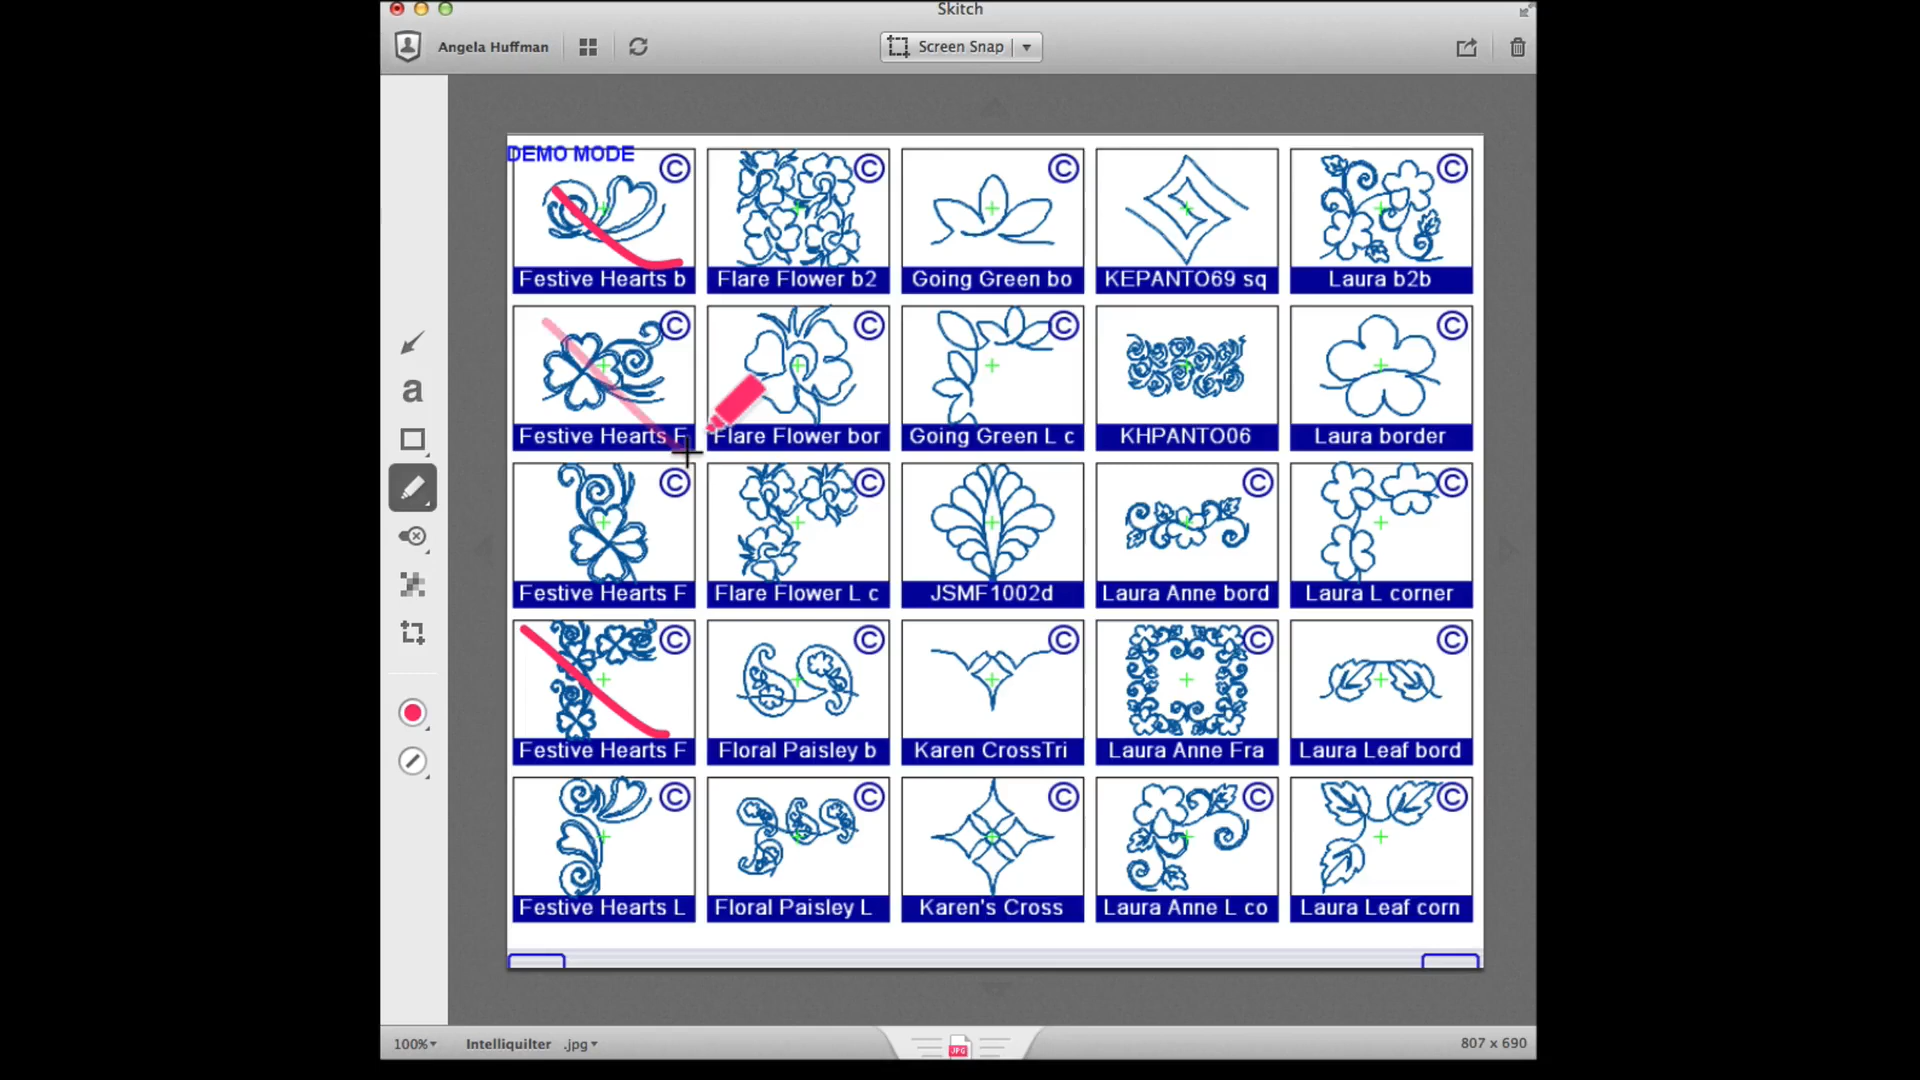 Skitch
Angela Huffman
Screen Snap
DEMO MODE
© © © ©
Festive Hearts b Flare Flower b2 Going Green bo KEPANTO69 sq Laura b2b
© © © ©
Festive Hearts F Flare Flower bor Going Green L c KHPANTO06 Laura border
a
© © © ©
Festive Hearts F Flare Flower L c JSMF1002d Laura Anne bord Laura L corner
© © © © ©
Festive Hearts F Floral Paisley b Karen CrossTri Laura Anne Fra Laura Leaf bord
© © © © ©
Festive Hearts L Floral Paisley L Karen's Cross Laura Anne L co Laura Leaf corn
100% Intelliquilter .jpg JPG 807 x 690